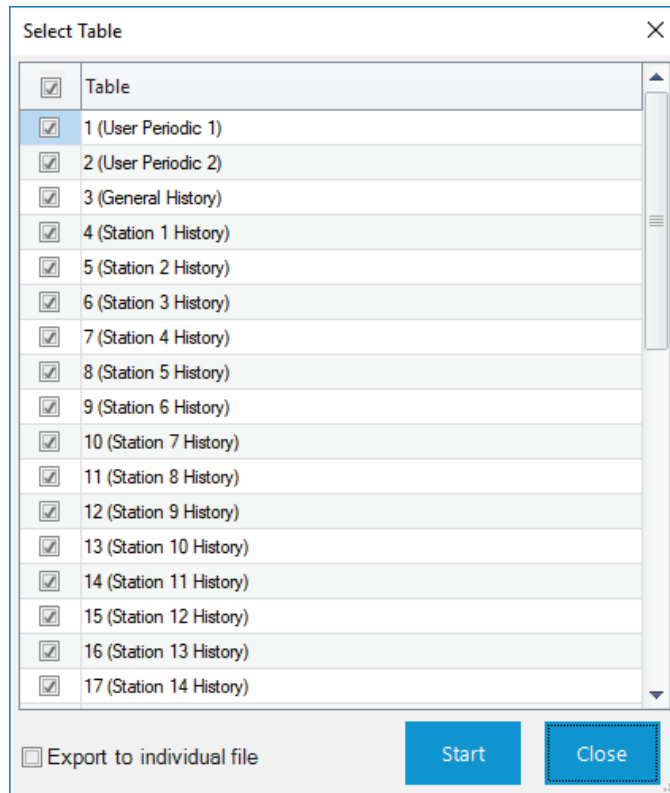 Select Table
Table
1 (User Periodic 1)
2 (User Periodic 2)
3 (General History)
4 (Station 1 History)
5 (Station 2 History)
6 (Station 3 History)
7 (Station 4 History)
8 (Station 5 History)
9 (Station 6 History)
10 (Station 7 History)
11 (Station 8 History)
12 (Station 9 History)
13 (Station 10 History)
14 (Station 11 History)
15 (Station 12 History)
16 (Station 13 History)
17 (Station 14 History)
Export to individual file Start Close